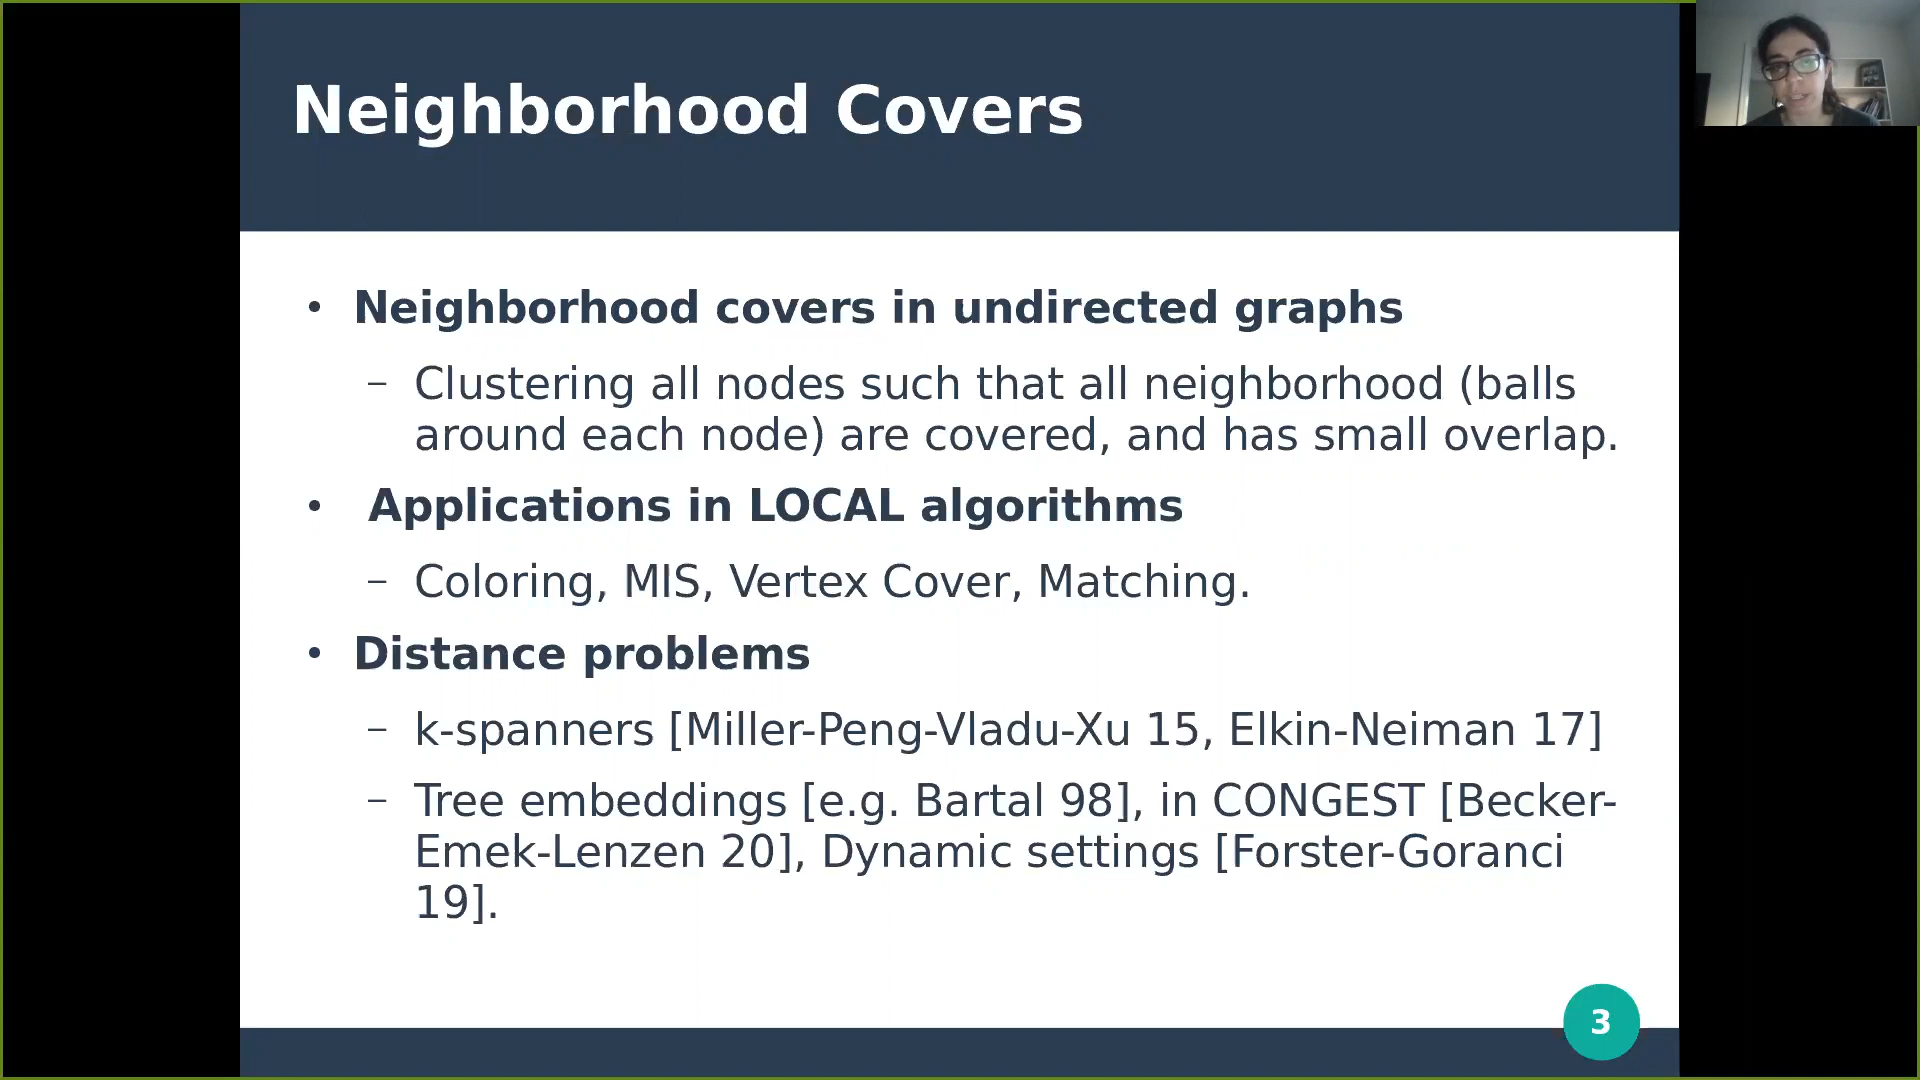 Neighborhood Covers
• Neighborhood covers in undirected graphs
– Clustering all nodes such that all neighborhood (balls
around each node) are covered, and has small overlap.
• Applications in LOCAL algorithms
– Coloring, MIS, Vertex Cover, Matching.
• Distance problems
– k-spanners [Miller-Peng-Vladu-Xu 15, Elkin-Neiman 17]
– Tree embeddings [e.g. Bartal 98], in CONGEST [Becker-
Emek-Lenzen 20], Dynamic settings [Forster-Goranci
19].
3